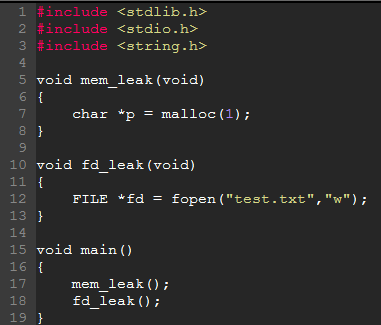 1 #include <stdlib.h>
2 #include <stdio.h>
3 #include <string.h>
4
5 void mem_leak(void)
6 {
7     char *p = malloc(1);
8 }
9
10 void fd_leak(void)
11 {
12     FILE *fd = fopen("test.txt","w");
13 }
14
15 void main()
16 {
17     mem_leak();
18     fd_leak();
19 }